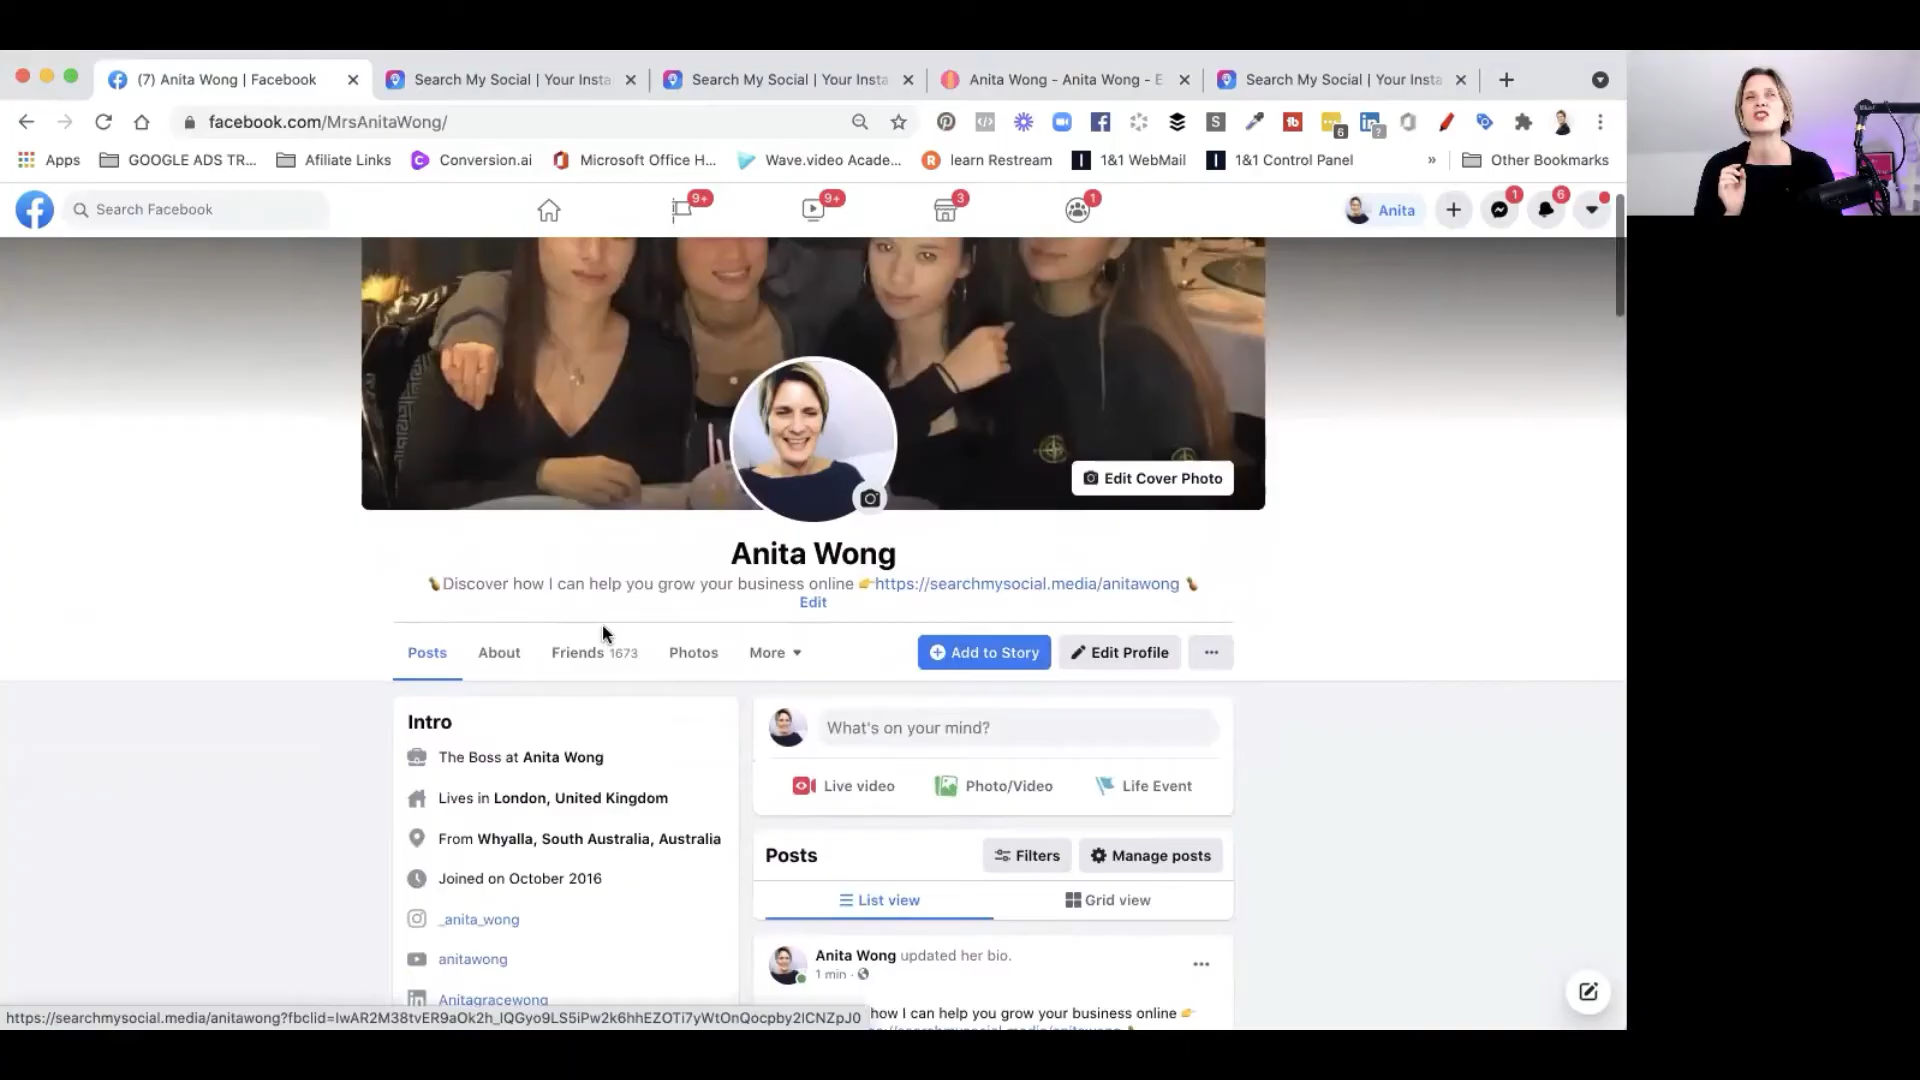 (7) Anita Wong | Facebook
Search My Social | Your Insta
Search My Social | Your Insta
Anita Wong - Anita Wong - E
Search My Social | Your Insta
facebook.com/MrsAnitaWong/
S
6
?
Apps
GOOGLE ADS TR...
Afiliate Links
Conversion.ai
Microsoft Office H...
Wave.video Acade...
learn Restream
1&1 WebMail
1&1 Control Panel
»
Other Bookmarks
Search Facebook
9+
9+
3
1
Anita
1
6
Edit Cover Photo
Anita Wong
Discover how I can help you grow your business online 👉https://searchmysocial.media/anitawong
Edit
Posts
About
Friends 1673
Photos
More
Add to Story
Edit Profile
Intro
The Boss at Anita Wong
Lives in London, United Kingdom
From Whyalla, South Australia, Australia
Joined on October 2016
_anita_wong
anitawong
Anitagracewong
What's on your mind?
Live video
Photo/Video
Life Event
Posts
Filters
Manage posts
List view
Grid view
Anita Wong updated her bio.
1 min ·
how I can help you grow your business online 👉